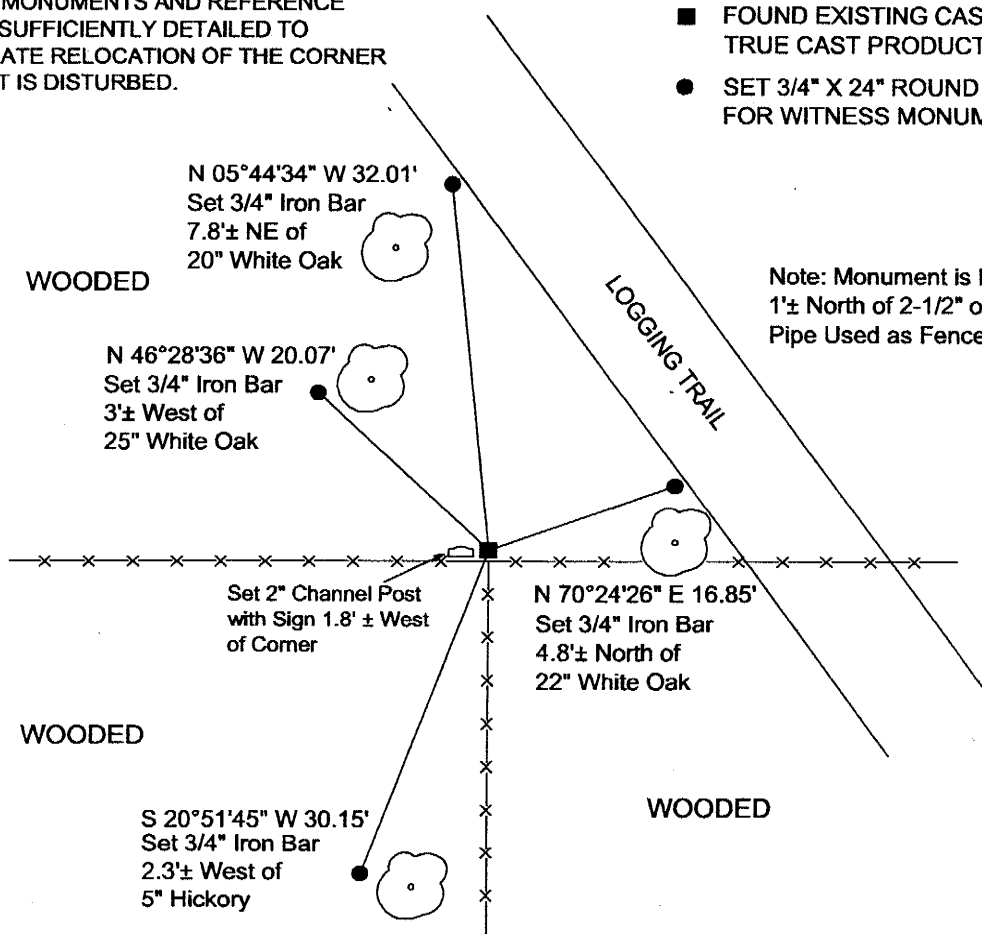 MONUMENTS AND REFERENCE
SUFFICIENTLY DETAILED TO
ATE RELOCATION OF THE CORNER
T IS DISTURBED.
■ FOUND EXISTING CAS
TRUE CAST PRODUCT
● SET 3/4" X 24" ROUND
FOR WITNESS MONUM
N 05°44'34" W 32.01'
Set 3/4" Iron Bar
7.8'± NE of
20" White Oak
WOODED
Note: Monument is
1'± North of 2-1/2" o
Pipe Used as Fence
LOGGING TRAIL
N 46°28'36" W 20.07'
Set 3/4" Iron Bar
3'± West of
25" White Oak
Set 2" Channel Post
with Sign 1.8' ± West
of Corner
N 70°24'26" E 16.85'
Set 3/4" Iron Bar
4.8'± North of
22" White Oak
WOODED
WOODED
S 20°51'45" W 30.15'
Set 3/4" Iron Bar
2.3'± West of
5" Hickory